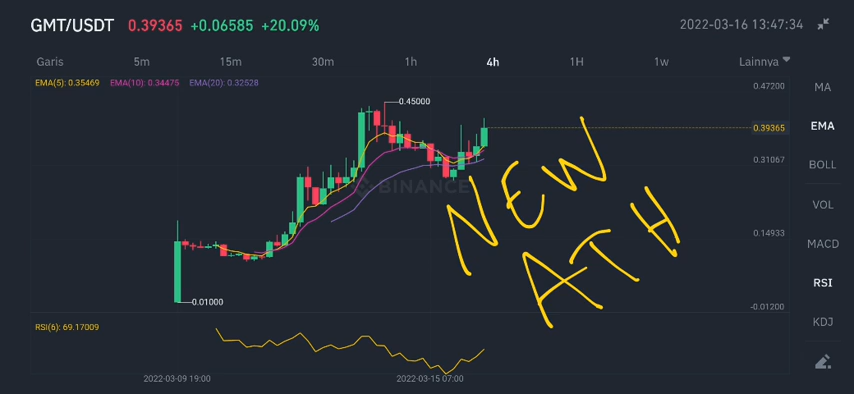 GMT/USDT 0.39365 +0.06585 +20.09% 2022-03-16 13:47:34
Garis 5m 15m 30m 1h 4h 1H 1w Lainnya
EMA(5): 0.35469 EMA(10): 0.34475 EMA(20): 0.32528
0.47200
MA
0.45000
0.39365
EMA
0.31067
BOLL
BINANCE
NEW
VOL
0.14933
MACD
ATH
RSI
0.01000
-0.01200
KDJ
RSI(6): 69.17009
2022-03-09 19:00 2022-03-15 07:00